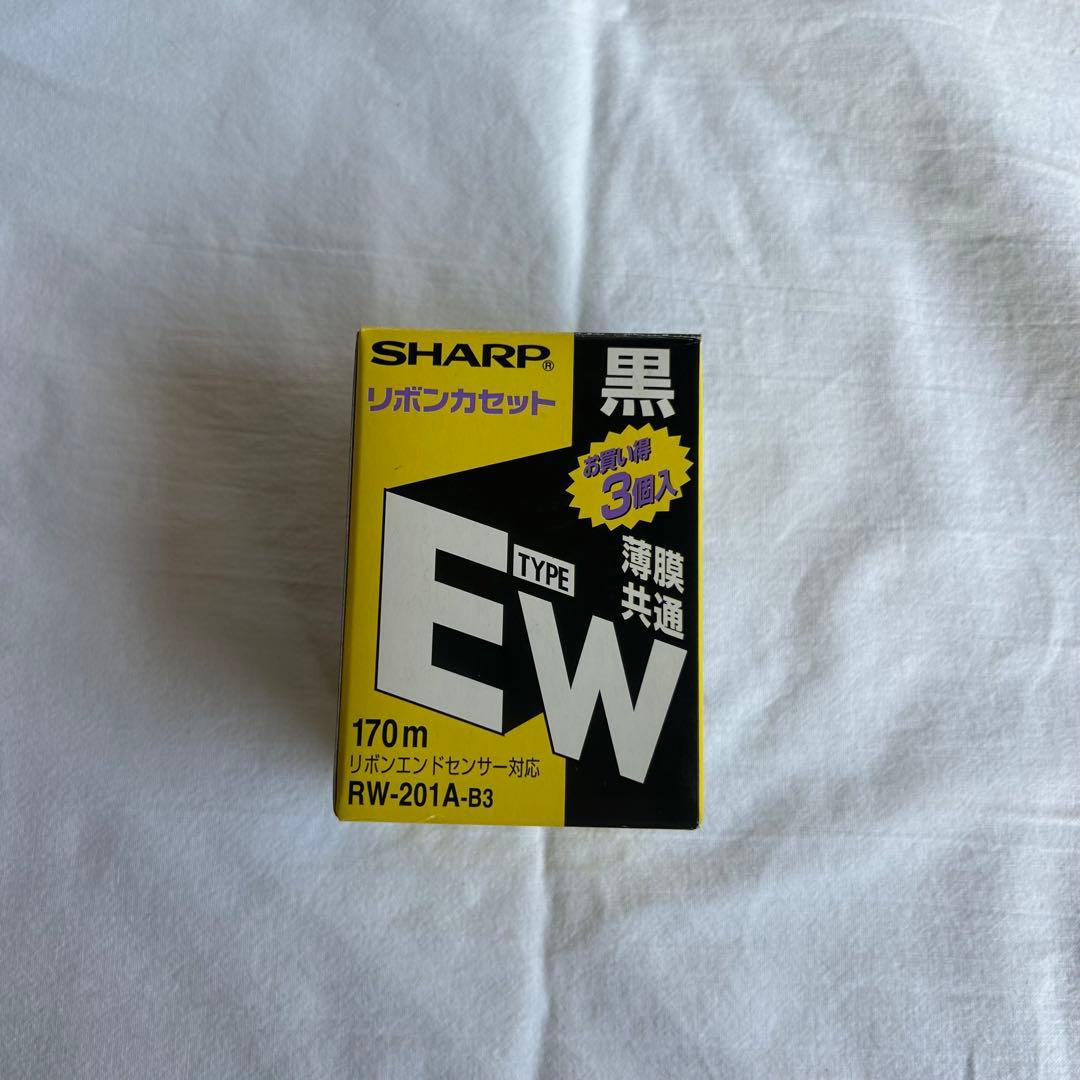 SHARP®
リボンカセット
黒
お買い得
3個入
薄膜
共通
TYPE
EW
170m
リボンエンドセンサー対応
RW-201A-B3